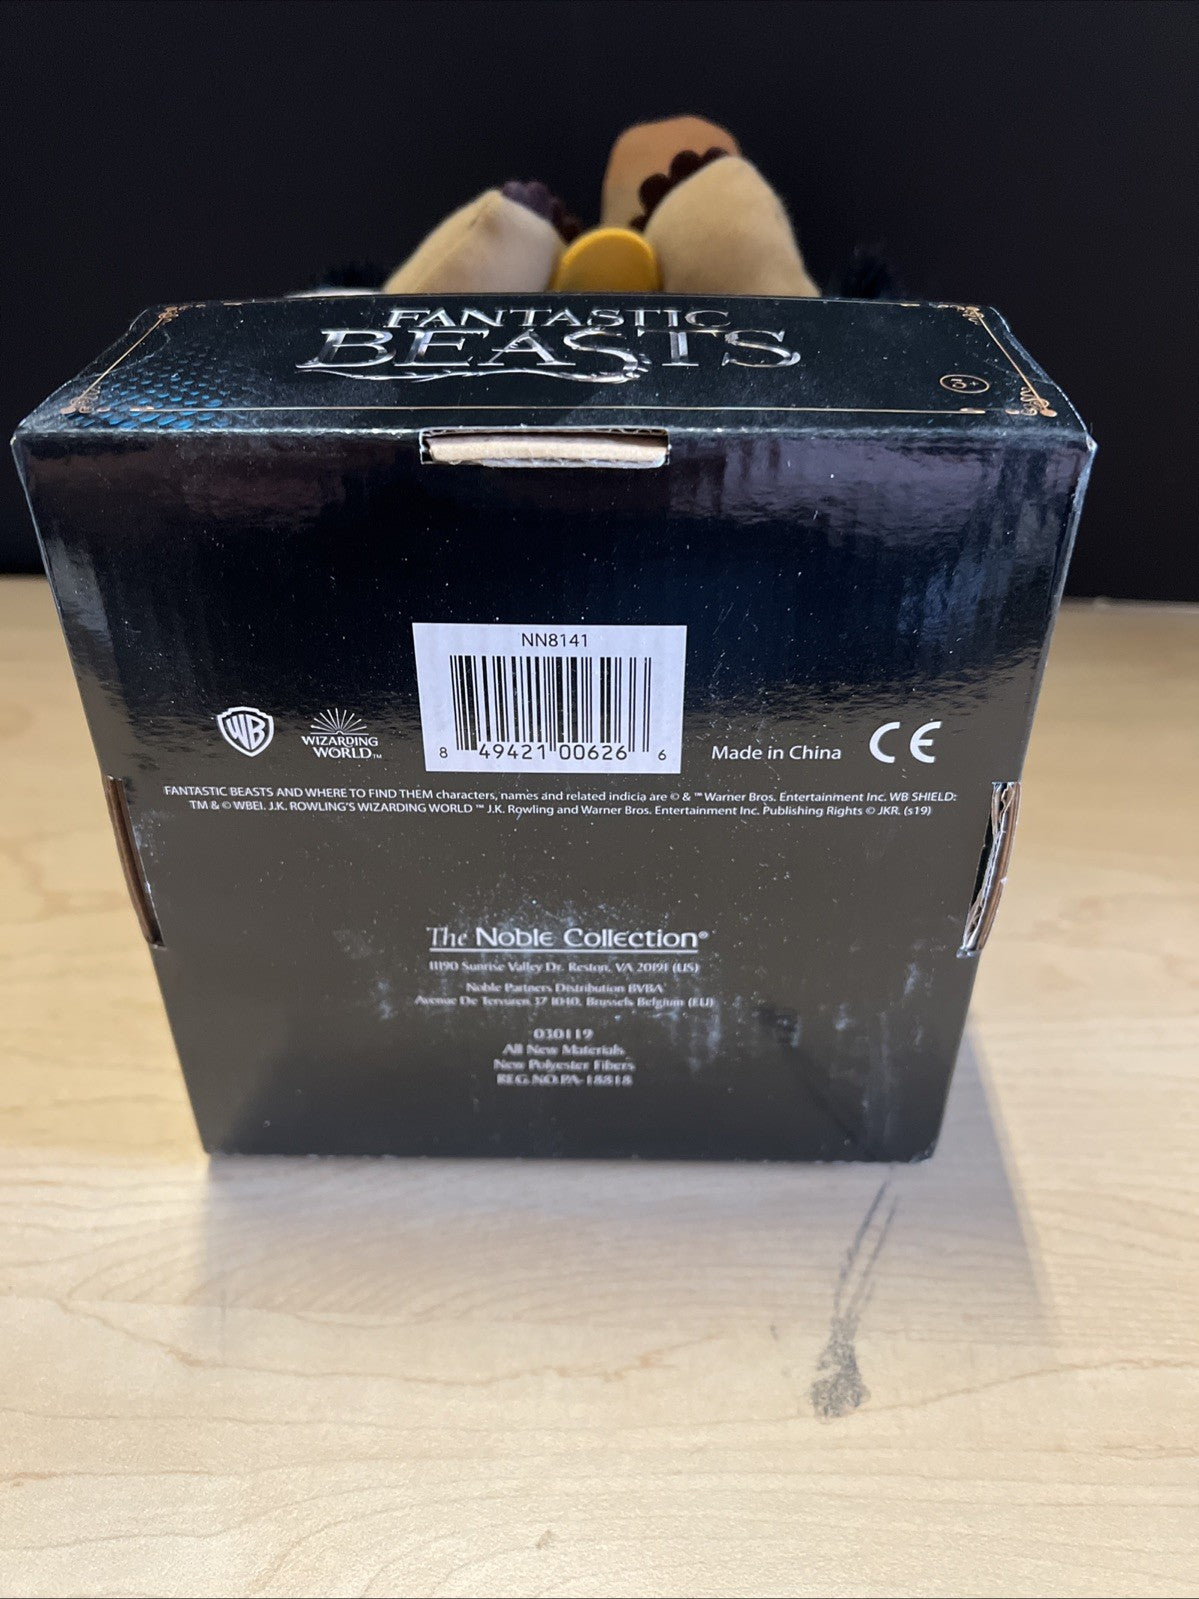 FANTASTIC
BEASTS
3+
NN8141
8 49421 00626 6
WB
WIZARDING
WORLD™
Made in China
CE
FANTASTIC BEASTS AND WHERE TO FIND THEM characters, names and related indicia are © & ™ Warner Bros. Entertainment Inc. WB SHIELD:
TM & © WBEI. J.K. ROWLING'S WIZARDING WORLD ™ J.K. Rowling and Warner Bros. Entertainment Inc. Publishing Rights © JKR. (s19)
The Noble Collection®
11190 Sunrise Valley Dr. Reston, VA 20191 (US)
Noble Partners Distribution BVBA
Avenue De Tervuren 37 1040, Brussels Belgium (EU)
030119
All New Materials
New Polyester Fibers
REG.NO.PA-18818